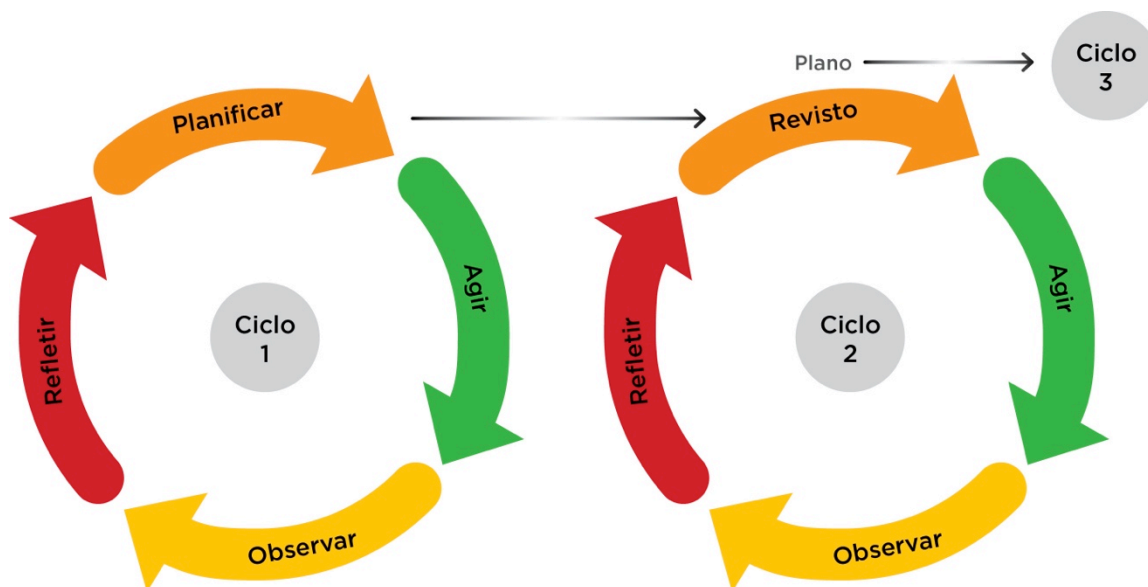 Planificar
Agir
Observar
Refletir
Ciclo
1
Plano
Revisto
Agir
Observar
Refletir
Ciclo
2
Ciclo
3